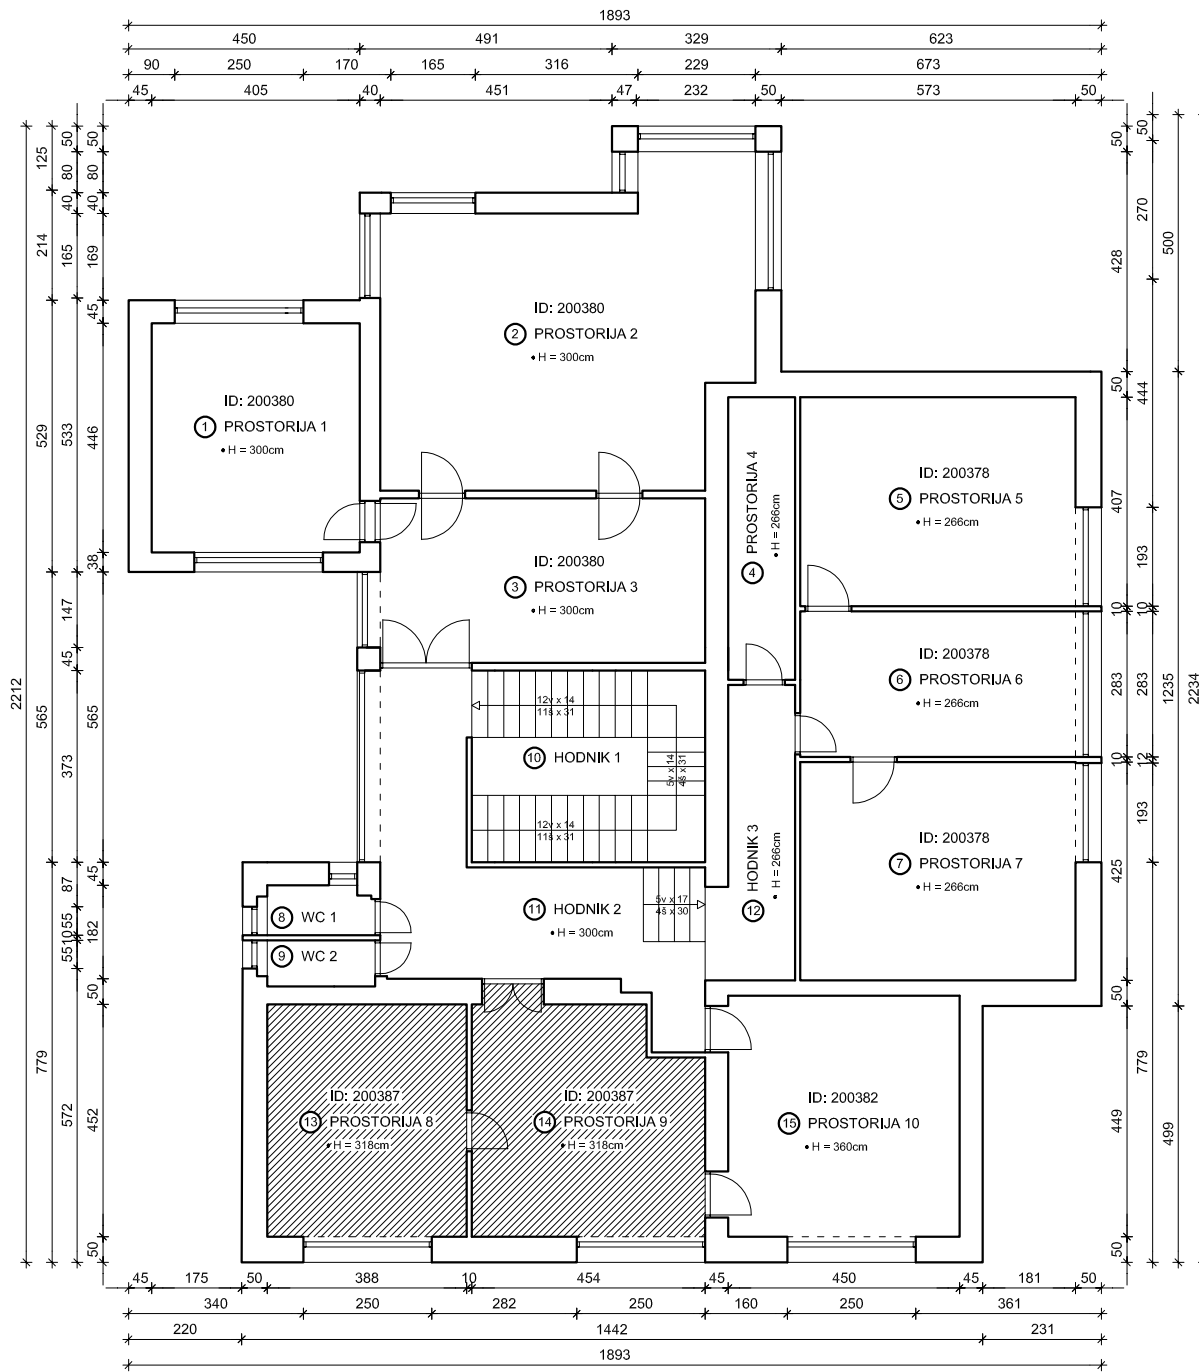 1893
450 491 329 623
90 250 170 165 316 229 673
45 405 40 451 47 232 50 573 50
125
214
529
2212
565
779
50
80
40
165
533
373
87
55
10
55
572
50
80
40
169
45
446
38
147
45
565
45
182
50
452
50
50
428
50
407
10
283
10
425
50
449
50
50
270
444
193
10
283
12
193
779
500
1235
499
2234
ID: 200380
2 PROSTORIJA 2
• H = 300cm
ID: 200380
1 PROSTORIJA 1
• H = 300cm
ID: 200380
3 PROSTORIJA 3
• H = 300cm
4 PROSTORIJA 4
• H = 266cm
ID: 200378
5 PROSTORIJA 5
• H = 266cm
ID: 200378
6 PROSTORIJA 6
• H = 266cm
ID: 200378
7 PROSTORIJA 7
• H = 266cm
12v x 14
11š x 31
10 HODNIK 1
5v x 14
4š x 31
12v x 14
11š x 31
11 HODNIK 2
• H = 300cm
5v x 17
4š x 30
12 HODNIK 3
• H = 266cm
8 WC 1
9 WC 2
ID: 200387
13 PROSTORIJA 8
• H = 318cm
ID: 200387
14 PROSTORIJA 9
• H = 318cm
ID: 200382
15 PROSTORIJA 10
• H = 360cm
45 175 50 388 10 454 45 450 45 181 50
340 250 282 250 160 250 361
220 1442 231
1893